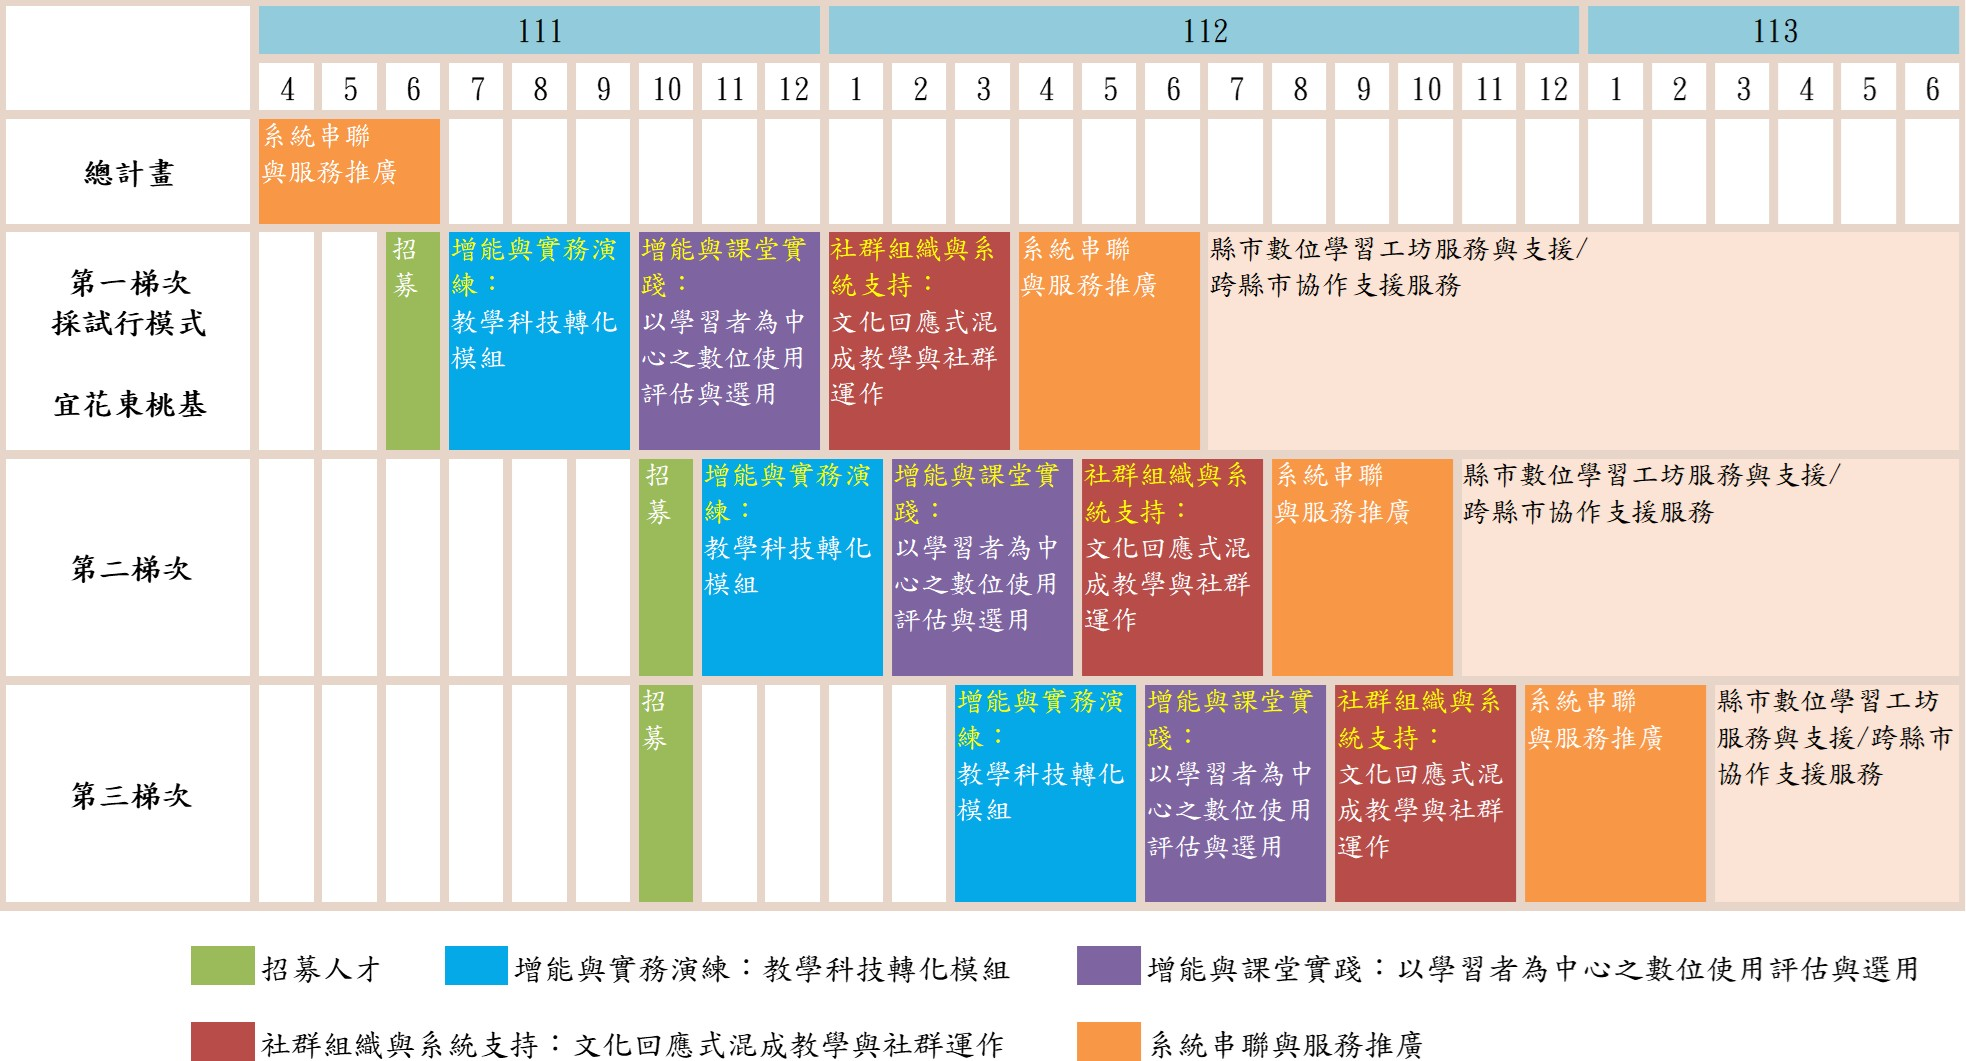 111 112 113
4 5 6 7 8 9 10 11 12 1 2 3 4 5 6 7 8 9 10 11 12 1 2 3 4 5 6
總計畫
系統串聯
與服務推廣
第一梯次
採試行模式
宜花東桃基
招
募
增能與實務演
練：
教學科技轉化
模組
增能與課堂實
踐：
以學習者為中
心之數位使用
評估與選用
社群組織與系
統支持：
文化回應式混
成教學與社群
運作
系統串聯
與服務推廣
縣市數位學習工坊服務與支援/
跨縣市協作支援服務
第二梯次
招
募
增能與實務演
練：
教學科技轉化
模組
增能與課堂實
踐：
以學習者為中
心之數位使用
評估與選用
社群組織與系
統支持：
文化回應式混
成教學與社群
運作
系統串聯
與服務推廣
縣市數位學習工坊服務與支援/
跨縣市協作支援服務
第三梯次
招
募
增能與實務演
練：
教學科技轉化
模組
增能與課堂實
踐：
以學習者為中
心之數位使用
評估與選用
社群組織與系
統支持：
文化回應式混
成教學與社群
運作
系統串聯
與服務推廣
縣市數位學習工坊
服務與支援/跨縣市
協作支援服務
招募人才
增能與實務演練：教學科技轉化模組
增能與課堂實踐：以學習者為中心之數位使用評估與選用
社群組織與系統支持：文化回應式混成教學與社群運作
系統串聯與服務推廣